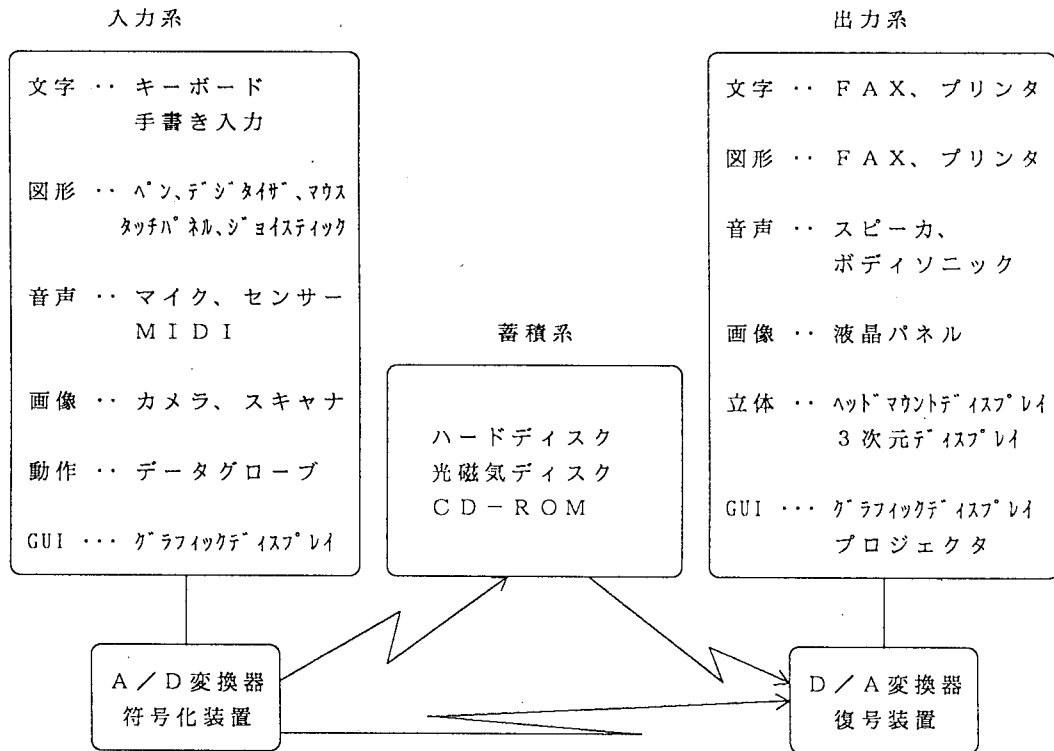 入力系
文字 ‥ キーボード
手書き入力
図形 ‥ ﾍﾟﾝ、ﾃﾞｼﾞﾀｲｻﾞ、ﾏｳｽ
ﾀｯﾁﾊﾟﾈﾙ、ｼﾞｮｲｽﾃｨｯｸ
音声 ‥ マイク、センサー
ＭＩＤＩ
画像 ‥ カメラ、スキャナ
動作 ‥ データグローブ
GUI … ｸﾞﾗﾌｨｯｸﾃﾞｨｽﾌﾟﾚｲ
蓄積系
ハードディスク
光磁気ディスク
ＣＤ－ＲＯＭ
出力系
文字 ‥ ＦＡＸ、プリンタ
図形 ‥ ＦＡＸ、プリンタ
音声 ‥ スピーカ、
ボディソニック
画像 ‥ 液晶パネル
立体 ‥ ﾍｯﾄﾞﾏｳﾝﾄﾃﾞｨｽﾌﾟﾚｲ
３次元ﾃﾞｨｽﾌﾟﾚｲ
GUI … ｸﾞﾗﾌｨｯｸﾃﾞｨｽﾌﾟﾚｲ
プロジェクタ
Ａ／Ｄ変換器
符号化装置
Ｄ／Ａ変換器
復号装置